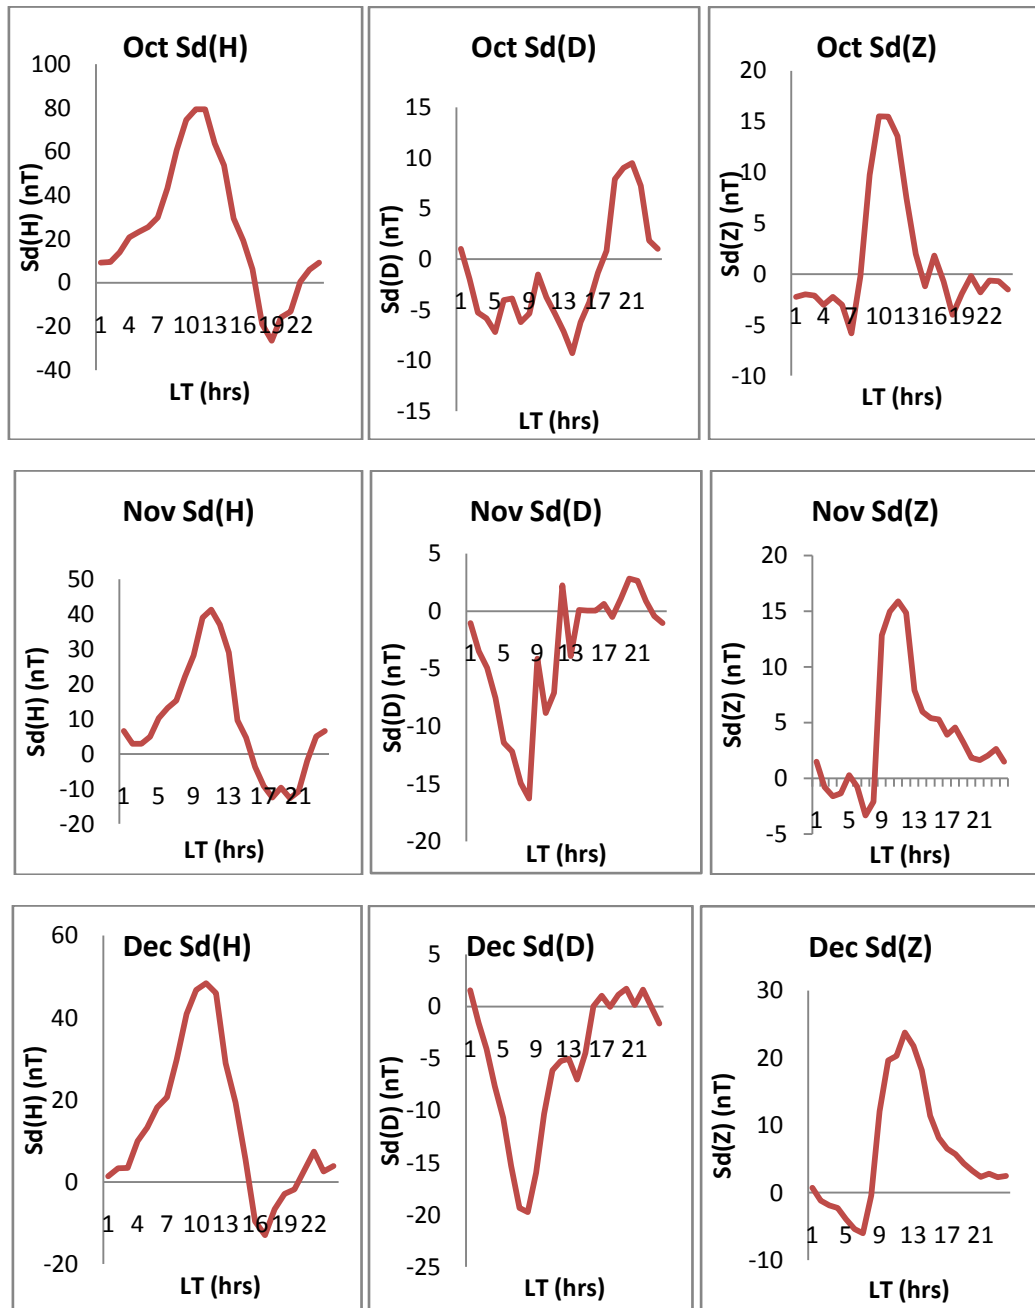 Oct Sd(H)
Sd(H) (nT)
100
80
60
40
20
0
-20
-40
1 4 7 10 13 16 19 22
LT (hrs)
Oct Sd(D)
Sd(D) (nT)
15
10
5
0
-5
-10
-15
1 5 9 13 17 21
LT (hrs)
Oct Sd(Z)
Sd(Z) (nT)
20
15
10
5
0
-5
-10
1 4 7 10 13 16 19 22
LT (hrs)
Nov Sd(H)
Sd(H) (nT)
50
40
30
20
10
0
-10
-20
1 5 9 13 17 21
LT (hrs)
Nov Sd(D)
Sd(D) (nT)
5
0
-5
-10
-15
-20
1 5 9 13 17 21
LT (hrs)
Nov Sd(Z)
Sd(Z) (nT)
20
15
10
5
0
-5
1 5 9 13 17 21
LT (hrs)
Dec Sd(H)
Sd(H) (nT)
60
40
20
0
-20
1 4 7 10 13 16 19 22
LT (hrs)
Dec Sd(D)
Sd(D) (nT)
5
0
-5
-10
-15
-20
-25
1 5 9 13 17 21
LT (hrs)
Dec Sd(Z)
Sd(Z) (nT)
30
20
10
0
-10
1 5 9 13 17 21
LT (hrs)